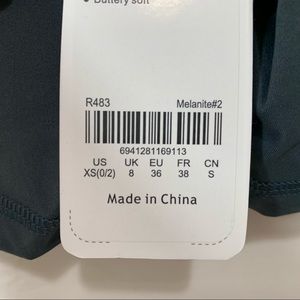 • Buttery soft
R483 Melanite#2
6941281169113
US UK EU FR CN
XS(0/2) 8 36 38 S
Made in China